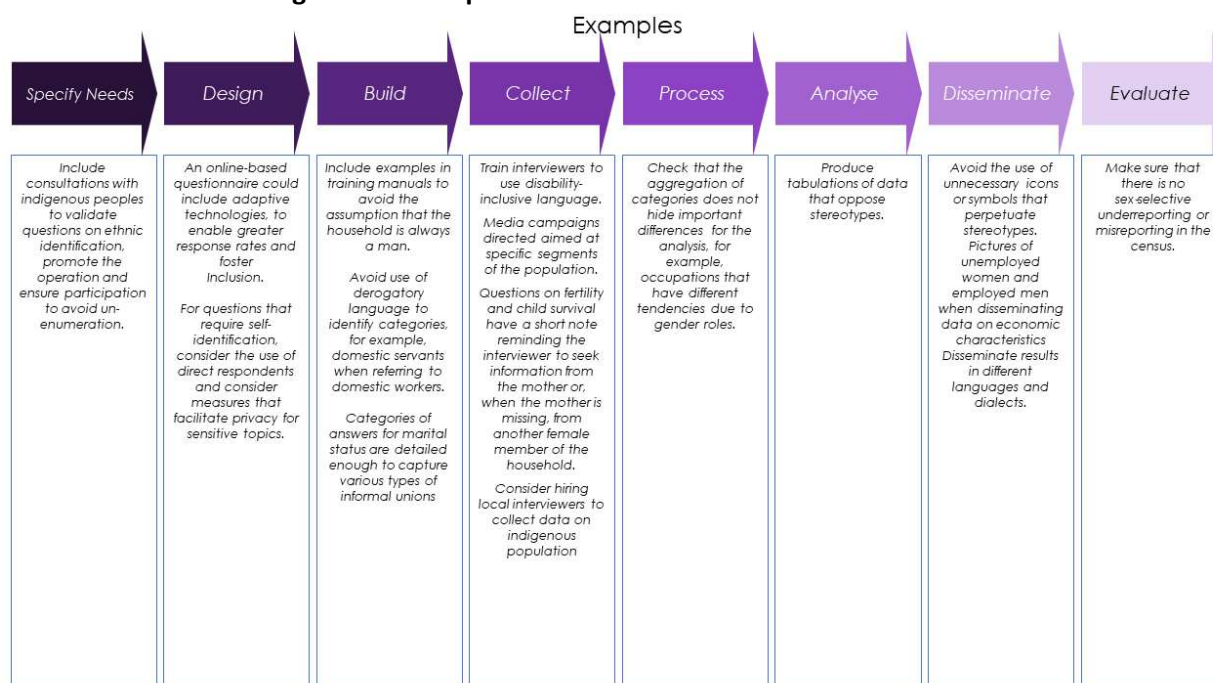 Examples
Specify Needs
Design
Build
Collect
Process
Analyse
Disseminate
Evaluate
Include
consultations with
indigenous peoples
to validate
questions on ethnic
identification,
promote the
operation and
ensure participation
to avoid un-
enumeration.
An online-based
questionnaire could
include adaptive
technologies, to
enable greater
response rates and
foster
Inclusion.
For questions that
require self-
identification,
consider the use of
direct respondents
and consider
measures that
facilitate privacy for
sensitive topics.
Include examples in
training manuals to
avoid the
assumption that the
household is always
a man.
Avoid use of
derogatory
language to
identify categories,
for example,
domestic servants
when referring to
domestic workers.
Categories of
answers for marital
status are detailed
enough to capture
various types of
informal unions
Train interviewers to
use disability-
inclusive language.
Media campaigns
directed aimed at
specific segments
of the population.
Questions on fertility
and child survival
have a short note
reminding the
interviewer to seek
information from
the mother or,
when the mother is
missing, from
another female
member of the
household.
Consider hiring
local interviewers to
collect data on
indigenous
population
Check that the
aggregation of
categories does not
hide important
differences for the
analysis, for
example,
occupations that
have different
tendencies due to
gender roles.
Produce
tabulations of data
that oppose
stereotypes.
Avoid the use of
unnecessary icons
or symbols that
perpetuate
stereotypes.
Pictures of
unemployed
women and
employed men
when disseminating
data on economic
characteristics
Disseminate results
in different
languages and
dialects.
Make sure that
there is no
sex-selective
underreporting or
misreporting in the
census.